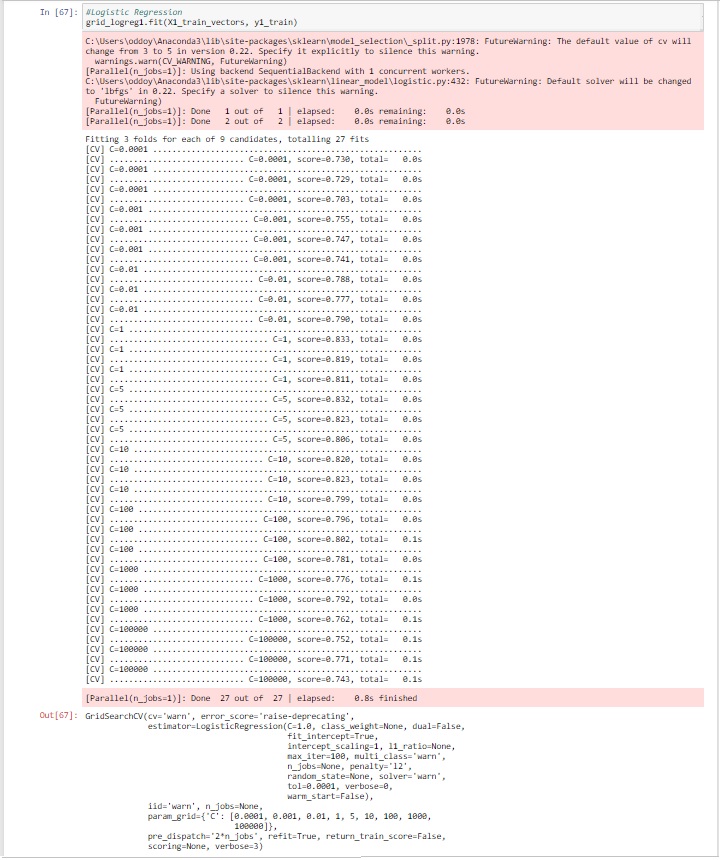 In [67]: #Logistic Regression
grid_logreg1.fit(X1_train_vectors, y1_train)
C:\Users\oddoy\Anaconda3\lib\site-packages\sklearn\model_selection\_split.py:1978: FutureWarning: The default value of cv will
change from 3 to 5 in version 0.22. Specify it explicitly to silence this warning.
warnings.warn(CV_WARNING, FutureWarning)
[Parallel(n_jobs=1)]: Using backend SequentialBackend with 1 concurrent workers.
C:\Users\oddoy\Anaconda3\lib\site-packages\sklearn\linear_model\logistic.py:432: FutureWarning: Default solver will be changed
to 'lbfgs' in 0.22. Specify a solver to silence this warning.
FutureWarning)
[Parallel(n_jobs=1)]: Done 1 out of 1 | elapsed: 0.0s remaining: 0.0s
[Parallel(n_jobs=1)]: Done 2 out of 2 | elapsed: 0.0s remaining: 0.0s
Fitting 3 folds for each of 9 candidates, totalling 27 fits
[CV] C=0.0001 ........................................................
[CV] ............................ C=0.0001, score=0.730, total= 0.0s
[CV] C=0.0001 ........................................................
[CV] ............................ C=0.0001, score=0.729, total= 0.0s
[CV] C=0.0001 ........................................................
[CV] ............................ C=0.0001, score=0.703, total= 0.0s
[CV] C=0.001 .........................................................
[CV] ............................. C=0.001, score=0.755, total= 0.0s
[CV] C=0.001 .........................................................
[CV] ............................. C=0.001, score=0.747, total= 0.0s
[CV] C=0.001 .........................................................
[CV] ............................. C=0.001, score=0.741, total= 0.0s
[CV] C=0.01 ..........................................................
[CV] .............................. C=0.01, score=0.788, total= 0.0s
[CV] C=0.01 ..........................................................
[CV] .............................. C=0.01, score=0.777, total= 0.0s
[CV] C=0.01 ..........................................................
[CV] .............................. C=0.01, score=0.790, total= 0.0s
[CV] C=1 .............................................................
[CV] ................................. C=1, score=0.833, total= 0.0s
[CV] C=1 .............................................................
[CV] ................................. C=1, score=0.819, total= 0.0s
[CV] C=1 .............................................................
[CV] ................................. C=1, score=0.811, total= 0.0s
[CV] C=5 .............................................................
[CV] ................................. C=5, score=0.832, total= 0.0s
[CV] C=5 .............................................................
[CV] ................................. C=5, score=0.823, total= 0.0s
[CV] C=5 .............................................................
[CV] ................................. C=5, score=0.806, total= 0.0s
[CV] C=10 ............................................................
[CV] ................................ C=10, score=0.820, total= 0.0s
[CV] C=10 ............................................................
[CV] ................................ C=10, score=0.823, total= 0.0s
[CV] C=10 ............................................................
[CV] ................................ C=10, score=0.799, total= 0.0s
[CV] C=100 ...........................................................
[CV] ............................... C=100, score=0.796, total= 0.0s
[CV] C=100 ...........................................................
[CV] ............................... C=100, score=0.802, total= 0.1s
[CV] C=100 ...........................................................
[CV] ............................... C=100, score=0.781, total= 0.0s
[CV] C=1000 ..........................................................
[CV] .............................. C=1000, score=0.776, total= 0.1s
[CV] C=1000 ..........................................................
[CV] .............................. C=1000, score=0.792, total= 0.0s
[CV] C=1000 ..........................................................
[CV] .............................. C=1000, score=0.762, total= 0.1s
[CV] C=100000 ........................................................
[CV] ............................ C=100000, score=0.752, total= 0.1s
[CV] C=100000 ........................................................
[CV] ............................ C=100000, score=0.771, total= 0.1s
[CV] C=100000 ........................................................
[CV] ............................ C=100000, score=0.743, total= 0.1s
[Parallel(n_jobs=1)]: Done 27 out of 27 | elapsed: 0.8s finished
Out[67]: GridSearchCV(cv='warn', error_score='raise-deprecating',
estimator=LogisticRegression(C=1.0, class_weight=None, dual=False,
fit_intercept=True,
intercept_scaling=1, l1_ratio=None,
max_iter=100, multi_class='warn',
n_jobs=None, penalty='l2',
random_state=None, solver='warn',
tol=0.0001, verbose=0,
warm_start=False),
iid='warn', n_jobs=None,
param_grid={'C': [0.0001, 0.001, 0.01, 1, 5, 10, 100, 1000,
100000]},
pre_dispatch='2*n_jobs', refit=True, return_train_score=False,
scoring=None, verbose=3)